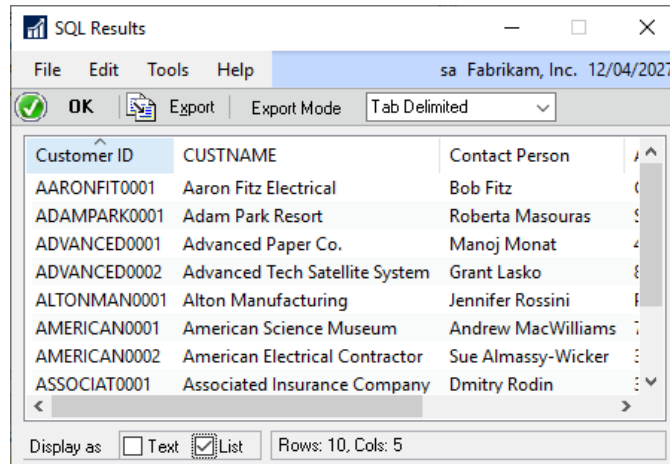 SQL Results
File Edit Tools Help sa Fabrikam, Inc. 12/04/2027
OK Export Export Mode Tab Delimited
Customer ID CUSTNAME Contact Person
AARONFIT0001 Aaron Fitz Electrical Bob Fitz
ADAMPARK0001 Adam Park Resort Roberta Masouras
ADVANCED0001 Advanced Paper Co. Manoj Monat
ADVANCED0002 Advanced Tech Satellite System Grant Lasko
ALTONMAN0001 Alton Manufacturing Jennifer Rossini
AMERICAN0001 American Science Museum Andrew MacWilliams
AMERICAN0002 American Electrical Contractor Sue Almassy-Wicker
ASSOCIAT0001 Associated Insurance Company Dmitry Rodin
Display as Text List Rows: 10, Cols: 5